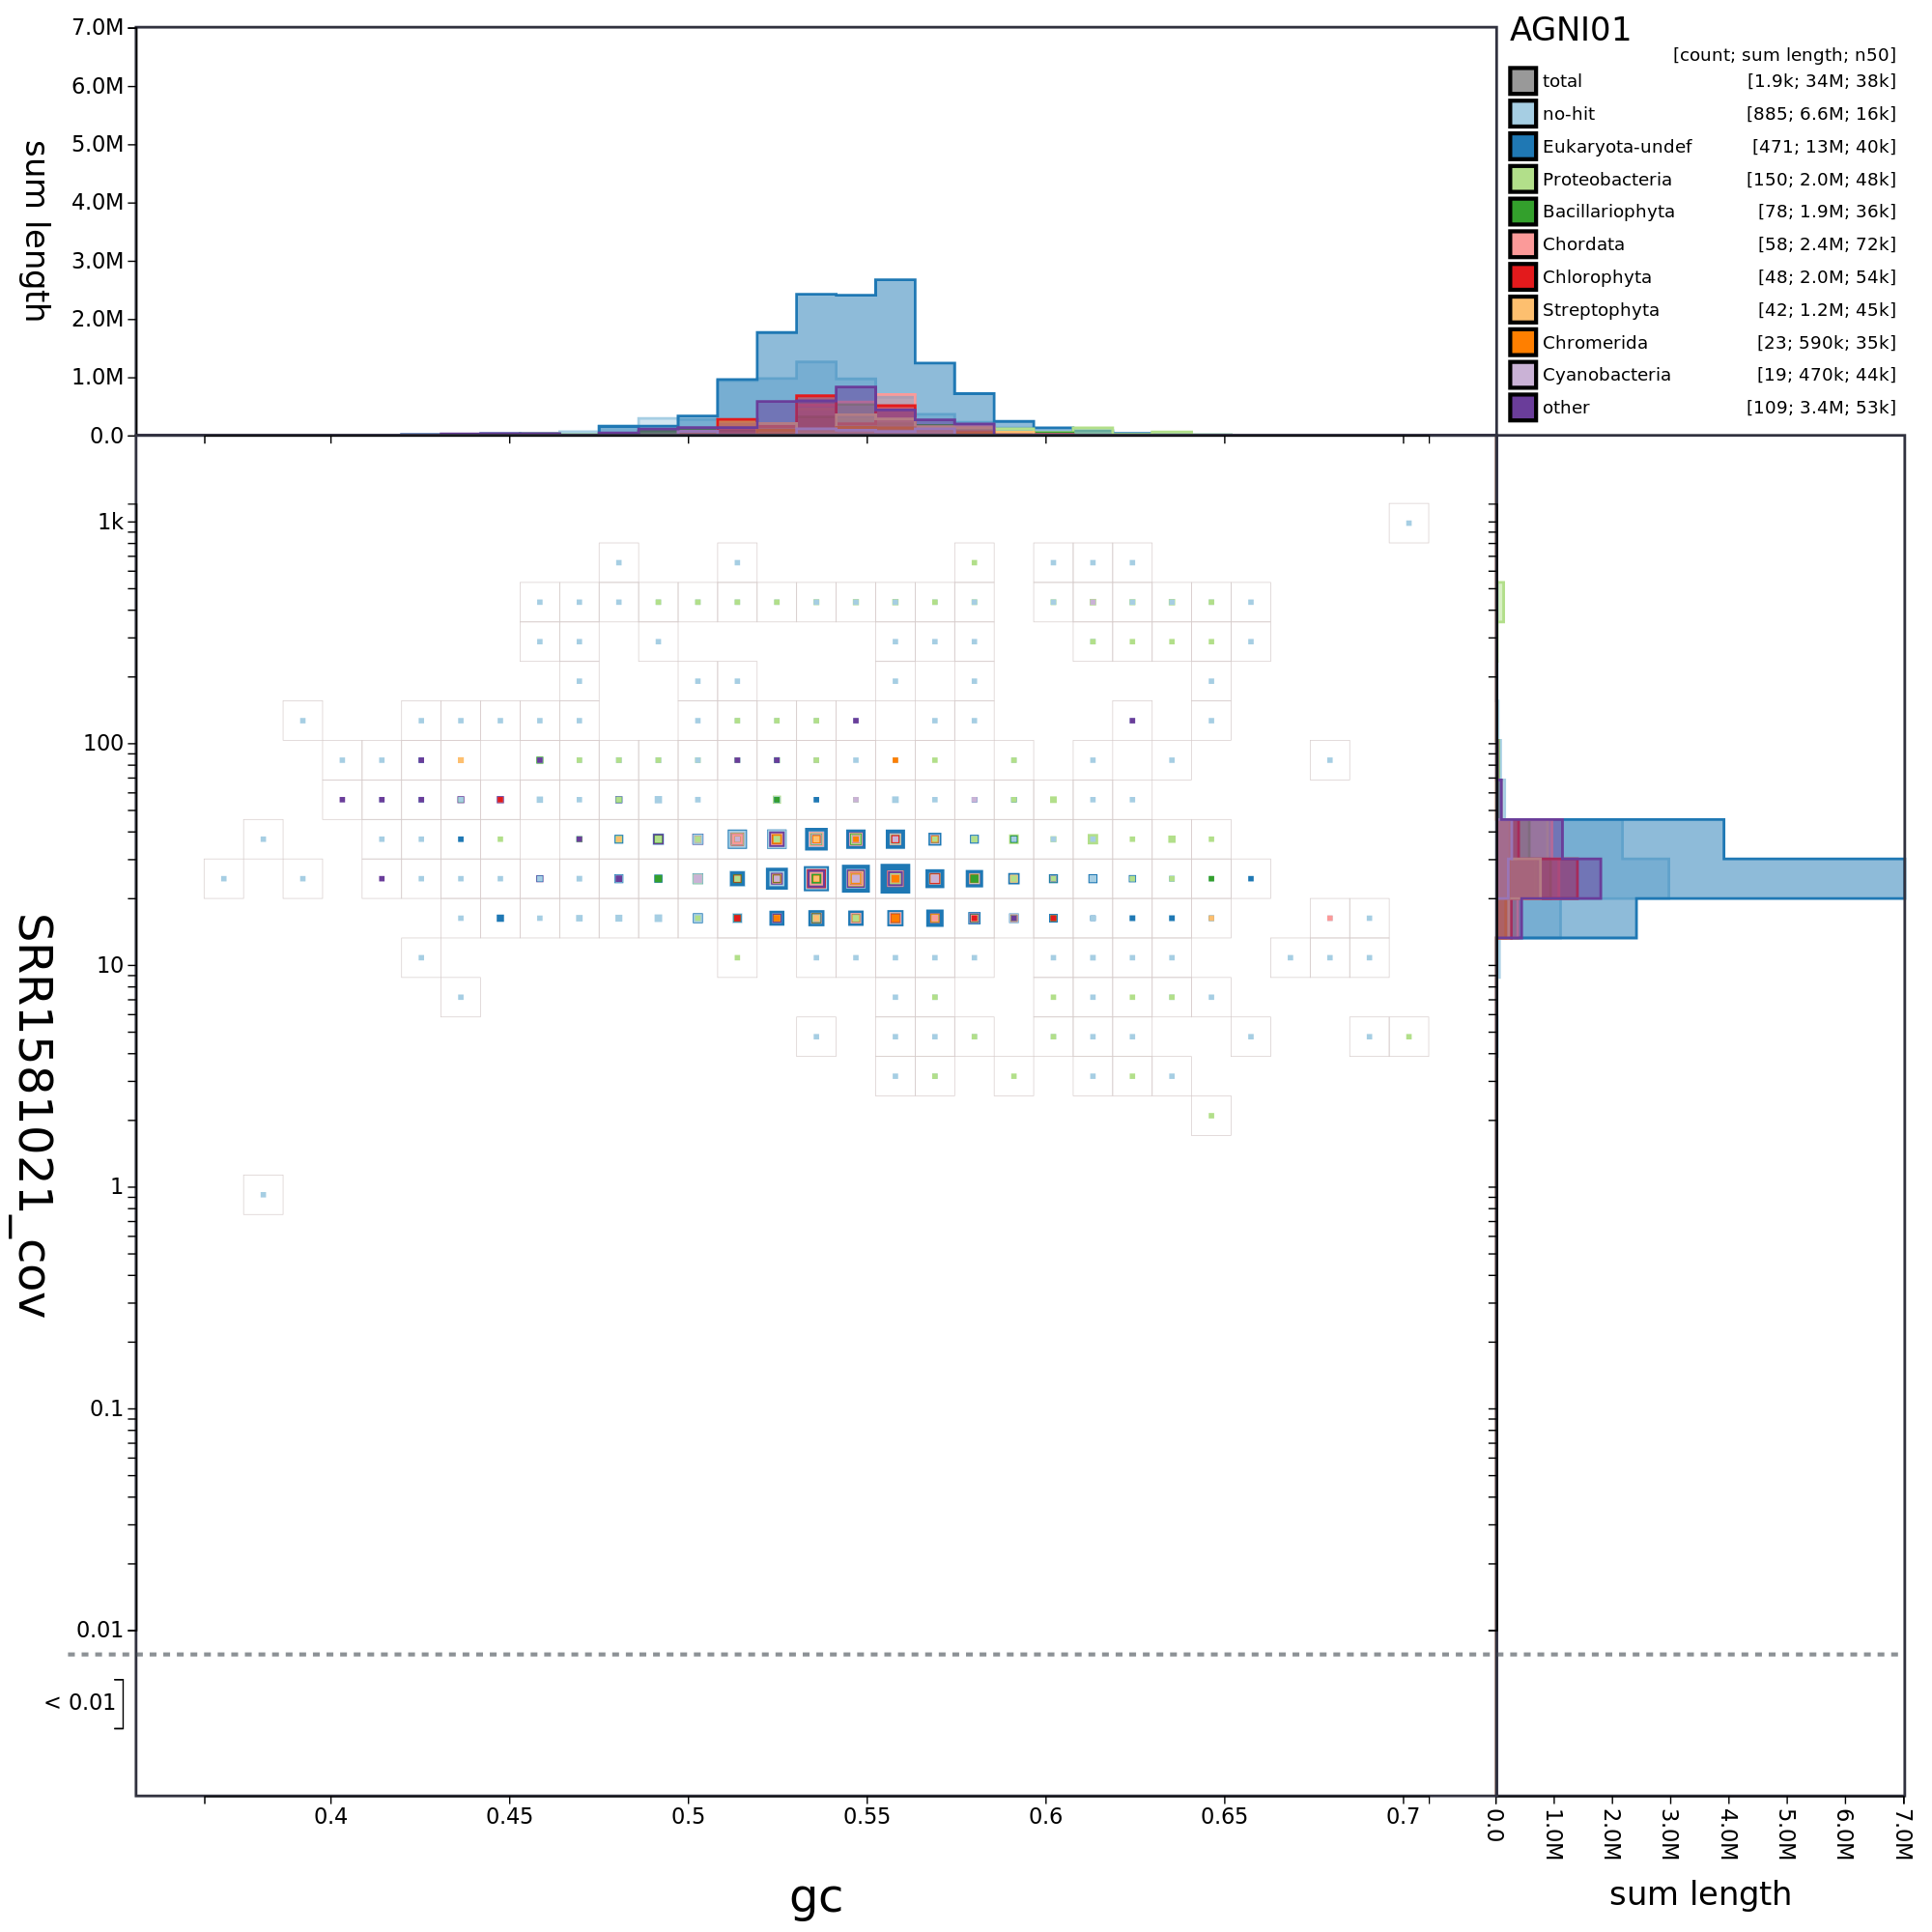 AGNI01
[count; sum length; n50]
total [1.9k; 34M; 38k]
no-hit [885; 6.6M; 16k]
Eukaryota-undef [471; 13M; 40k]
Proteobacteria [150; 2.0M; 48k]
Bacillariophyta [78; 1.9M; 36k]
Chordata [58; 2.4M; 72k]
Chlorophyta [48; 2.0M; 54k]
Streptophyta [42; 1.2M; 45k]
Chromerida [23; 590k; 35k]
Cyanobacteria [19; 470k; 44k]
other [109; 3.4M; 53k]
sum length
7.0M
6.0M
5.0M
4.0M
3.0M
2.0M
1.0M
0.0
SRR1581021_cov
1k
100
10
1
0.1
0.01
< 0.01
0.4 0.45 0.5 0.55 0.6 0.65 0.7
gc
0.0 1.0M 2.0M 3.0M 4.0M 5.0M 6.0M 7.0M
sum length